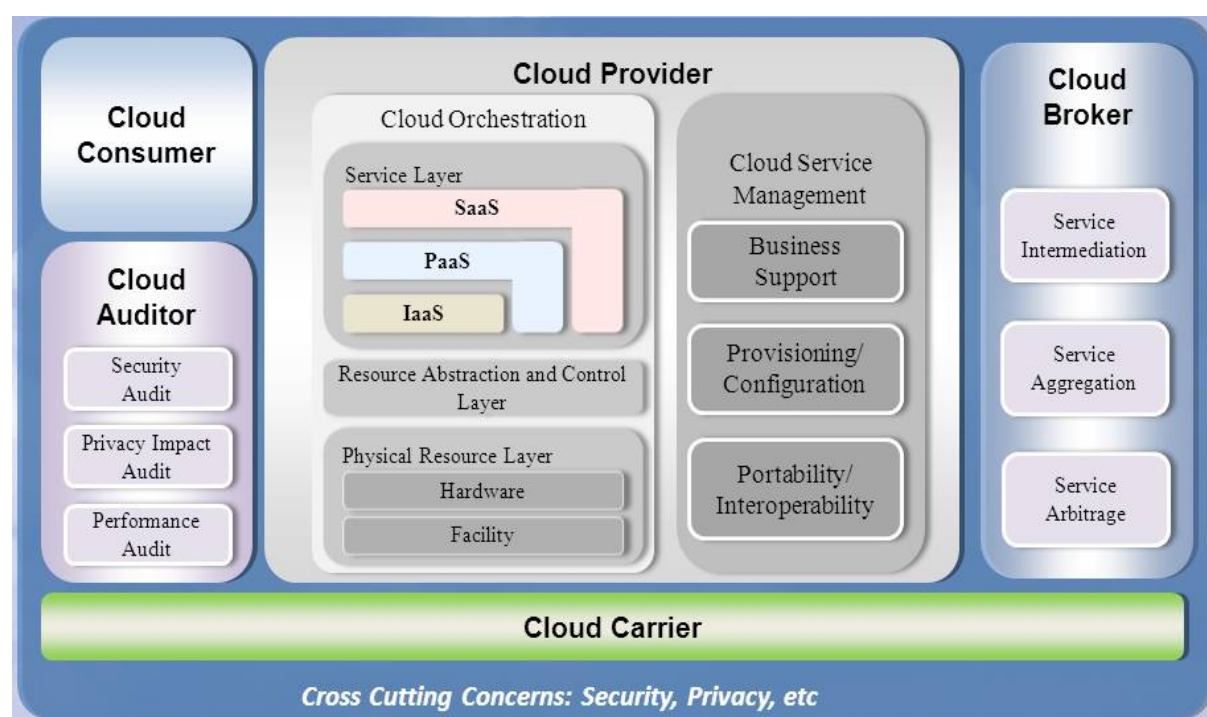 Cloud
Consumer
Cloud
Auditor
Security
Audit
Privacy Impact
Audit
Performance
Audit
Cloud Provider
Cloud Orchestration
Service Layer
SaaS
PaaS
IaaS
Resource Abstraction and Control
Layer
Physical Resource Layer
Hardware
Facility
Cloud Service
Management
Business
Support
Provisioning/
Configuration
Portability/
Interoperability
Cloud
Broker
Service
Intermediation
Service
Aggregation
Service
Arbitrage
Cloud Carrier
Cross Cutting Concerns: Security, Privacy, etc